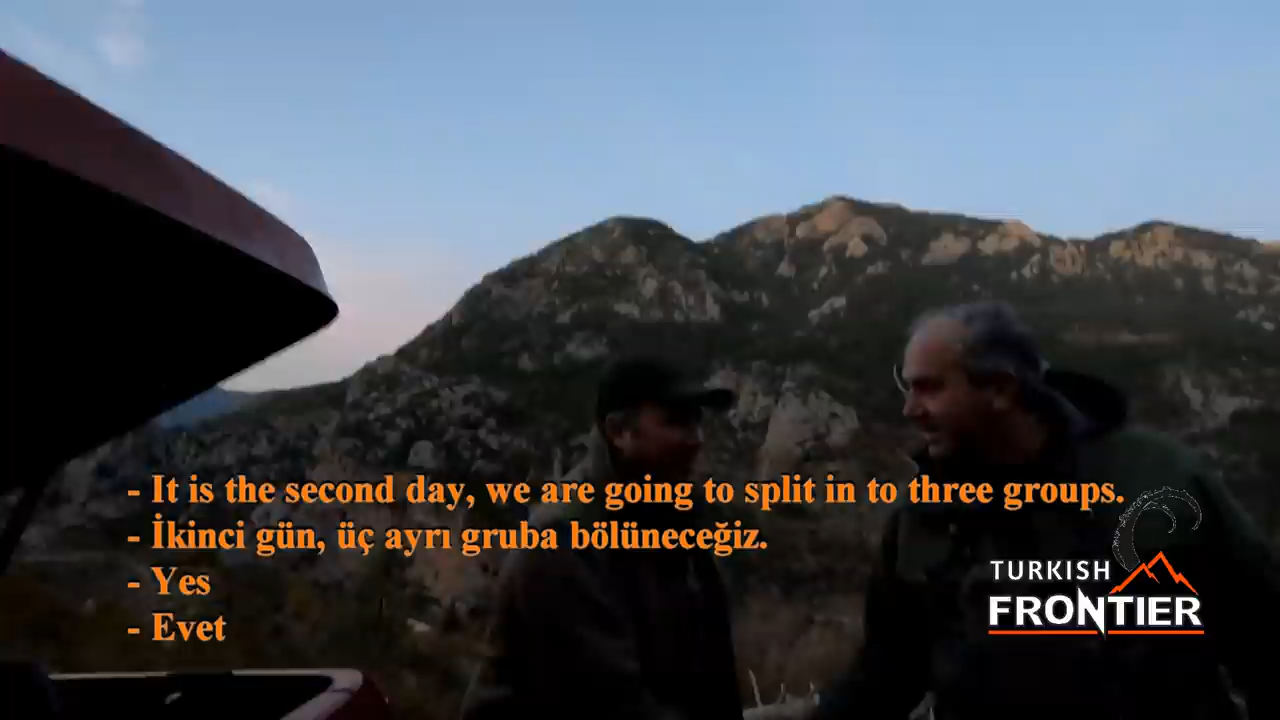 - It is the second day, we are going to split in to three groups.
- İkinci gün, üç ayrı gruba bölüneceğiz.
- Yes
- Evet
TURKISH
FRONTIER